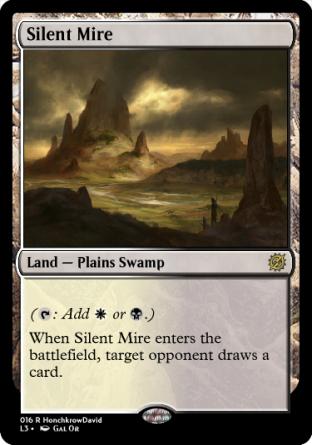 Silent Mire
Land — Plains Swamp
(: Add or .)
When Silent Mire enters the
battlefield, target opponent draws a
card.
016 R HonchkrowDavid
L3 • Gal Or